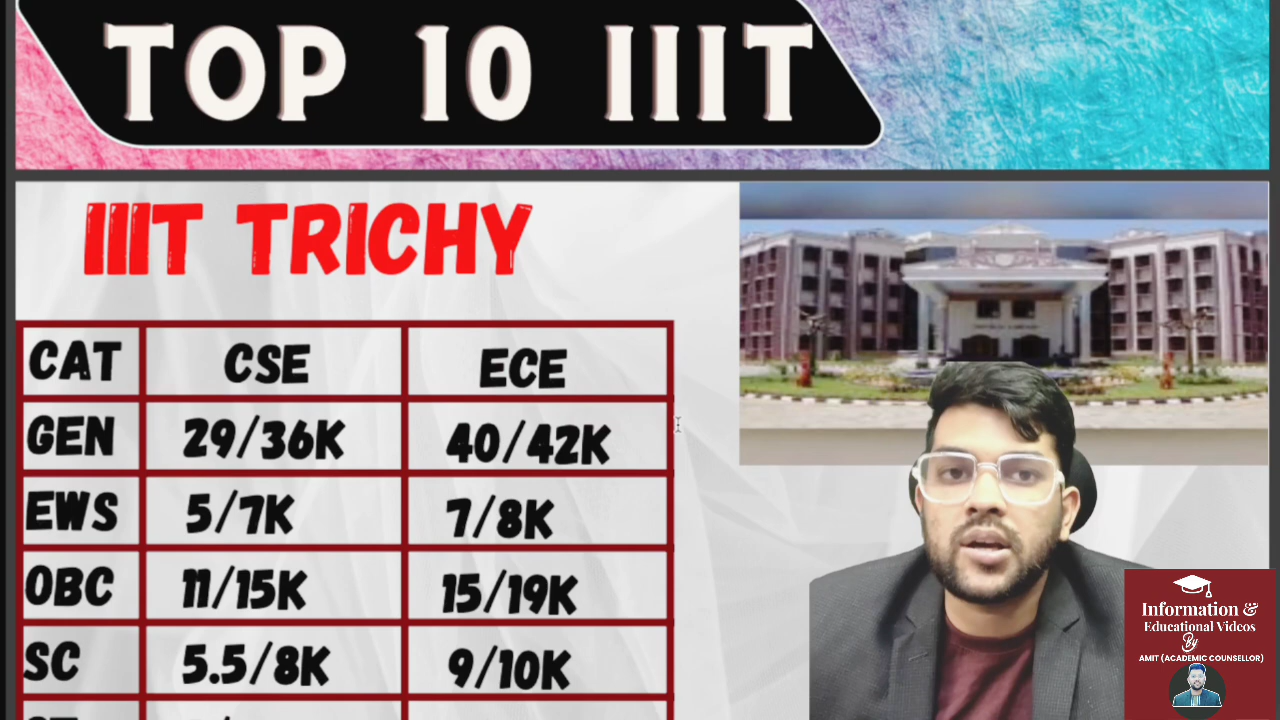 TOP 10 IIIT
IIIT TRICHY
CAT CSE ECE
GEN 29/36K 40/42K
EWS 5/7K 7/8K
OBC 11/15K 15/19K
SC 5.5/8K 9/10K
Information &
Educational Videos
By
AMIT (ACADEMIC COUNSELLOR)